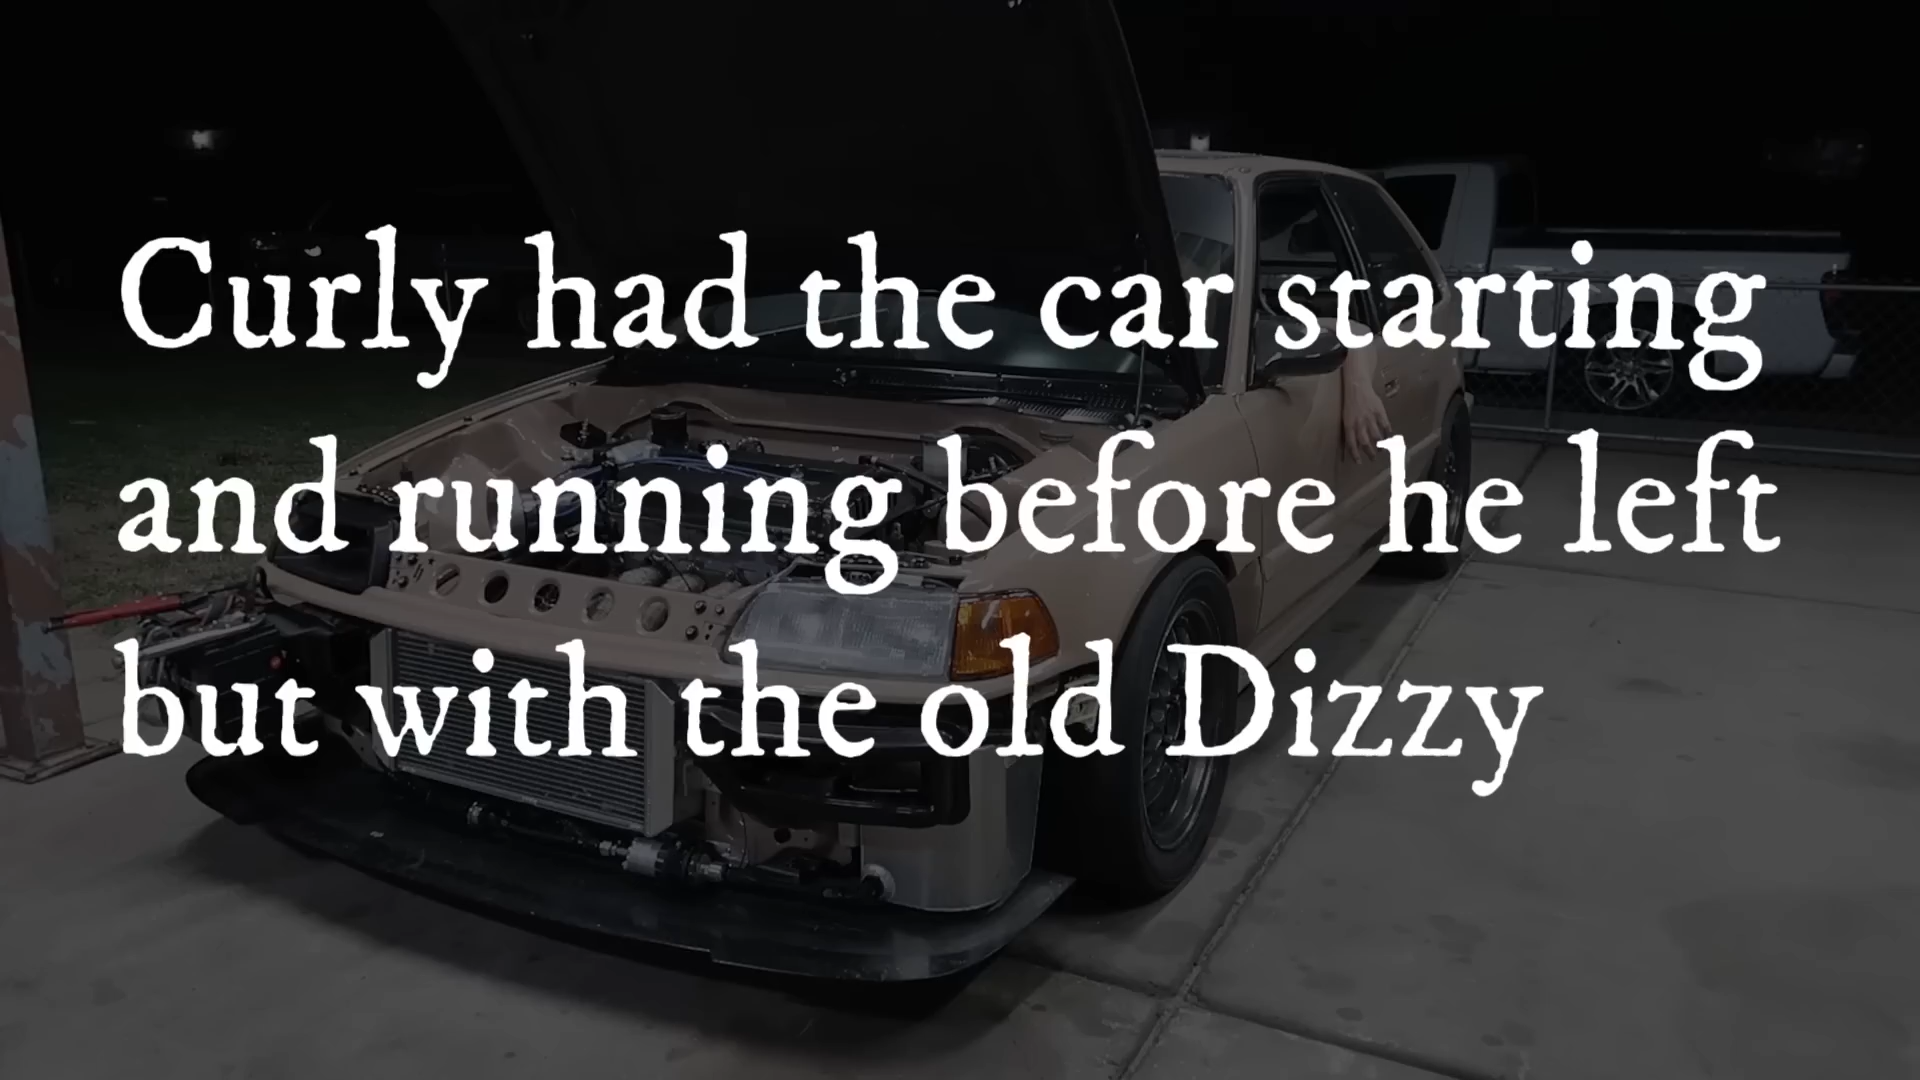 Curly had the car starting
and running before he left
but with the old Dizzy